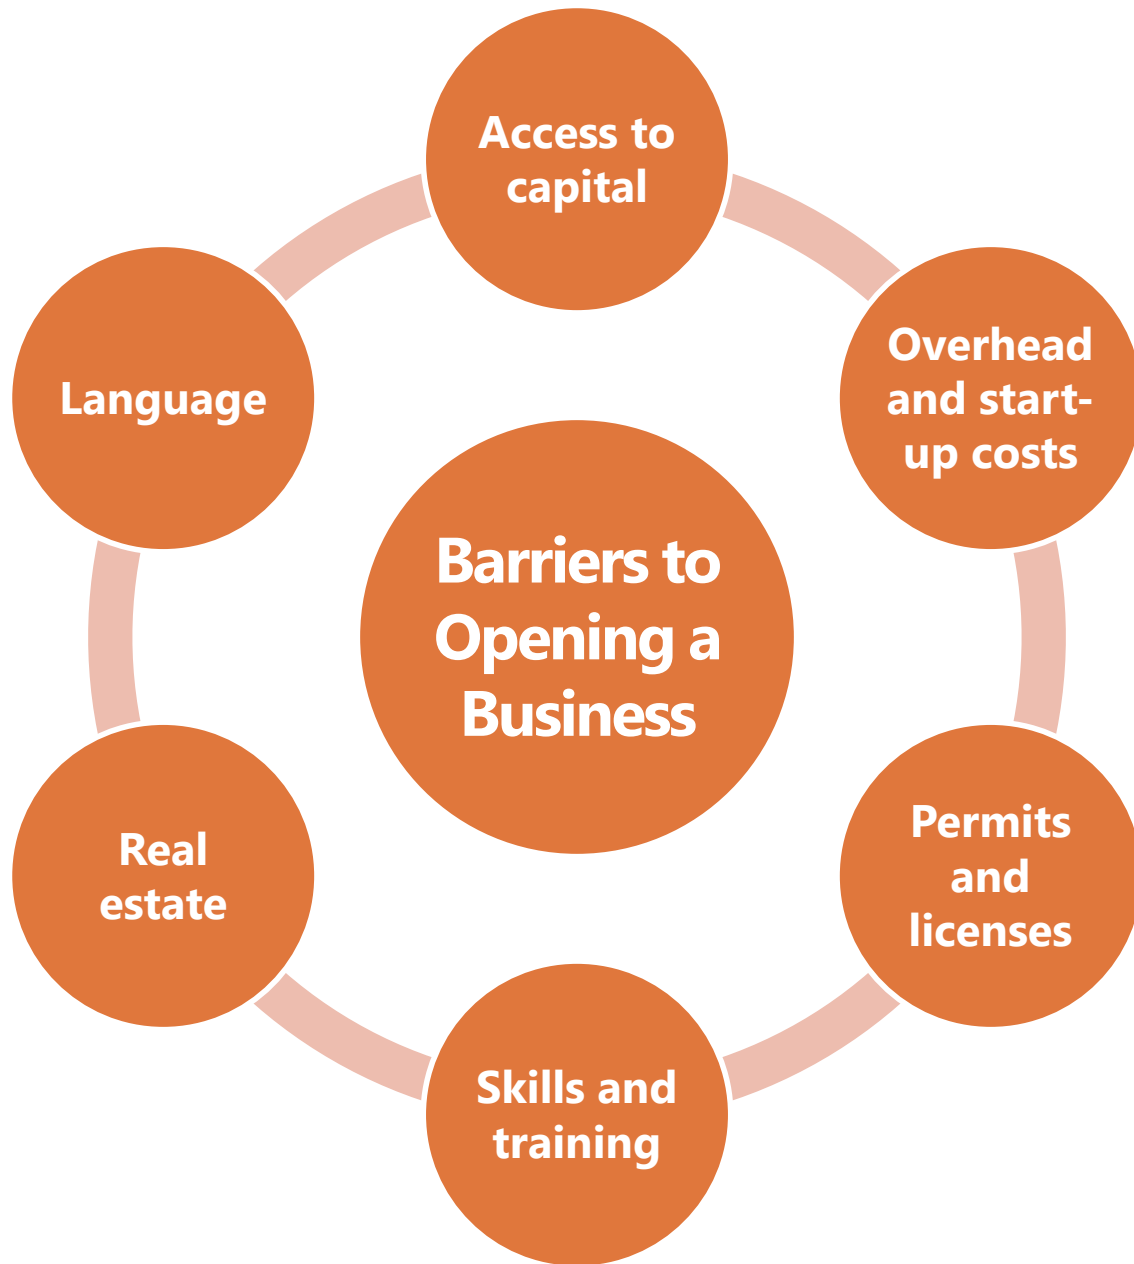 Access to
capital
Overhead
and start-
up costs
Language
Barriers to
Opening a
Business
Permits
and
licenses
Real
estate
Skills and
training